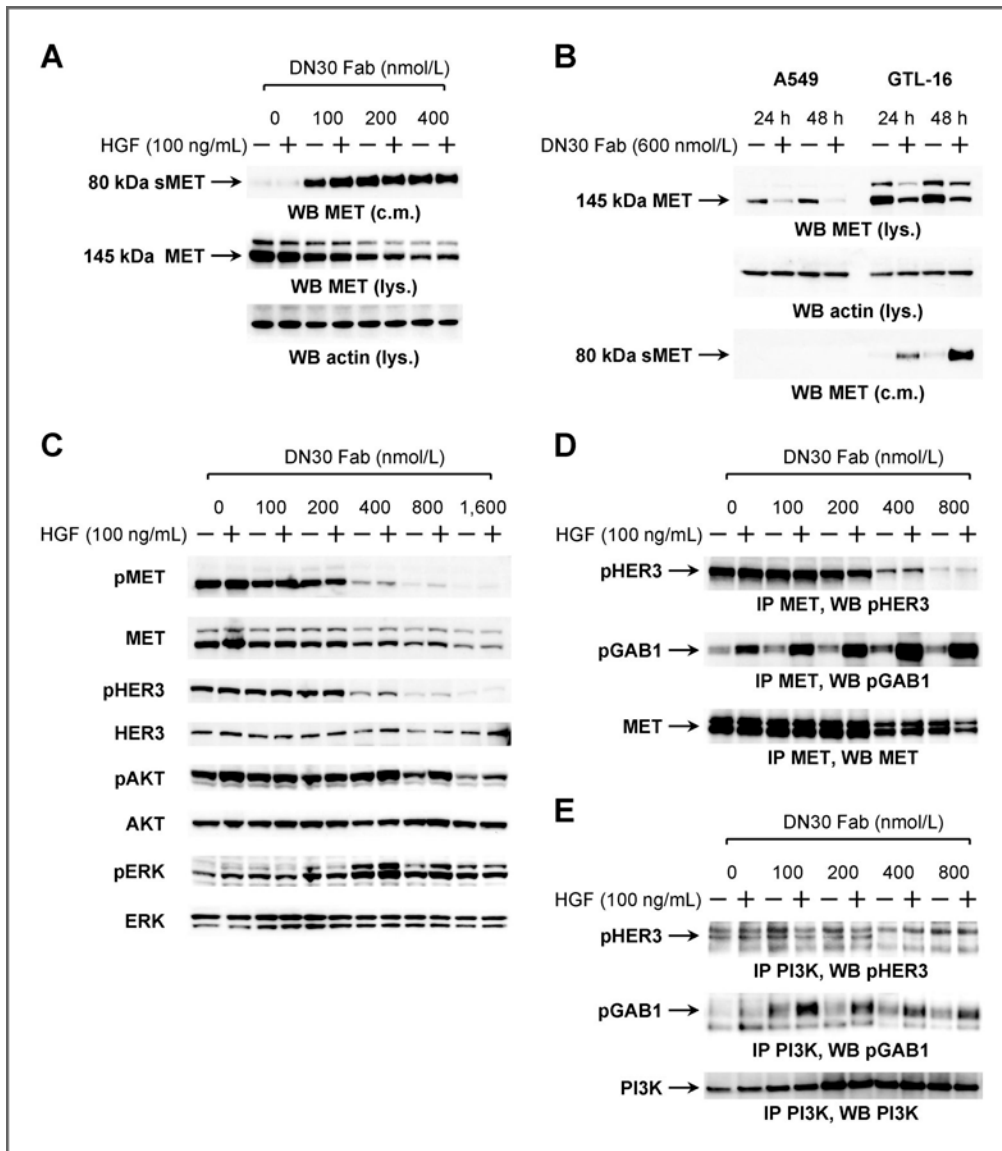 A
DN30 Fab (nmol/L)
0 100 200 400
HGF (100 ng/mL) – + – + – + – +
80 kDa sMET →
WB MET (c.m.)
145 kDa MET →
WB MET (lys.)
WB actin (lys.)
B
A549 GTL-16
24 h 48 h 24 h 48 h
DN30 Fab (600 nmol/L) – + – + – + – +
145 kDa MET →
WB MET (lys.)
WB actin (lys.)
80 kDa sMET →
WB MET (c.m.)
C
DN30 Fab (nmol/L)
0 100 200 400 800 1,600
HGF (100 ng/mL) – + – + – + – + – + – +
pMET
MET
pHER3
HER3
pAKT
AKT
pERK
ERK
D
DN30 Fab (nmol/L)
0 100 200 400 800
HGF (100 ng/mL) – + – + – + – + – +
pHER3 →
IP MET, WB pHER3
pGAB1 →
IP MET, WB pGAB1
MET →
IP MET, WB MET
E
DN30 Fab (nmol/L)
0 100 200 400 800
HGF (100 ng/mL) – + – + – + – + – +
pHER3 →
IP PI3K, WB pHER3
pGAB1 →
IP PI3K, WB pGAB1
PI3K →
IP PI3K, WB PI3K